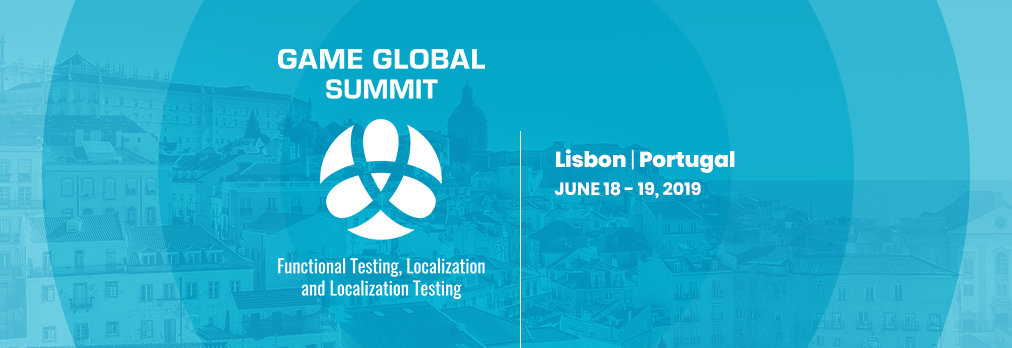 GAME GLOBAL
SUMMIT
Functional Testing, Localization
and Localization Testing
Lisbon | Portugal
JUNE 18 - 19, 2019